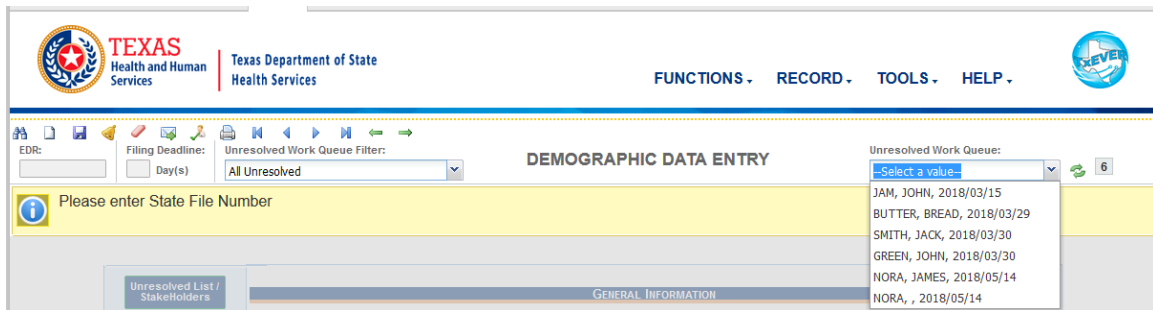 TEXAS
Health and Human
Services
Texas Department of State
Health Services
FUNCTIONS
RECORD
TOOLS
HELP
TxEVER
EDR:
Filing Deadline:
Day(s)
Unresolved Work Queue Filter:
All Unresolved
DEMOGRAPHIC DATA ENTRY
Unresolved Work Queue:
--Select a value--
6
JAM, JOHN, 2018/03/15
BUTTER, BREAD, 2018/03/29
SMITH, JACK, 2018/03/30
GREEN, JOHN, 2018/03/30
NORA, JAMES, 2018/05/14
NORA, , 2018/05/14
Please enter State File Number
Unresolved List /
StakeHolders
GENERAL INFORMATION